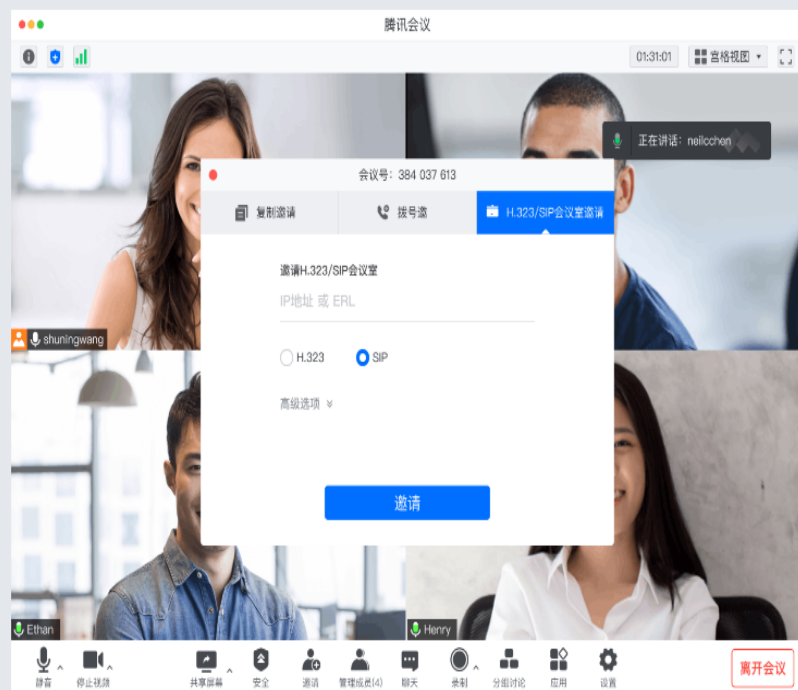 腾讯会议
01:31:01 宫格视图
正在讲话: neilcchen
会议号: 384 037 613
复制邀请 拨号邀 H.323/SIP会议室邀请
邀请H.323/SIP会议室
IP地址 或 ERL
shuningwang
H.323 SIP
高级选项
邀请
Ethan Henry
静音 停止视频 共享屏幕 安全 邀请 管理成员(4) 聊天 录制 分组讨论 应用 设置 离开会议